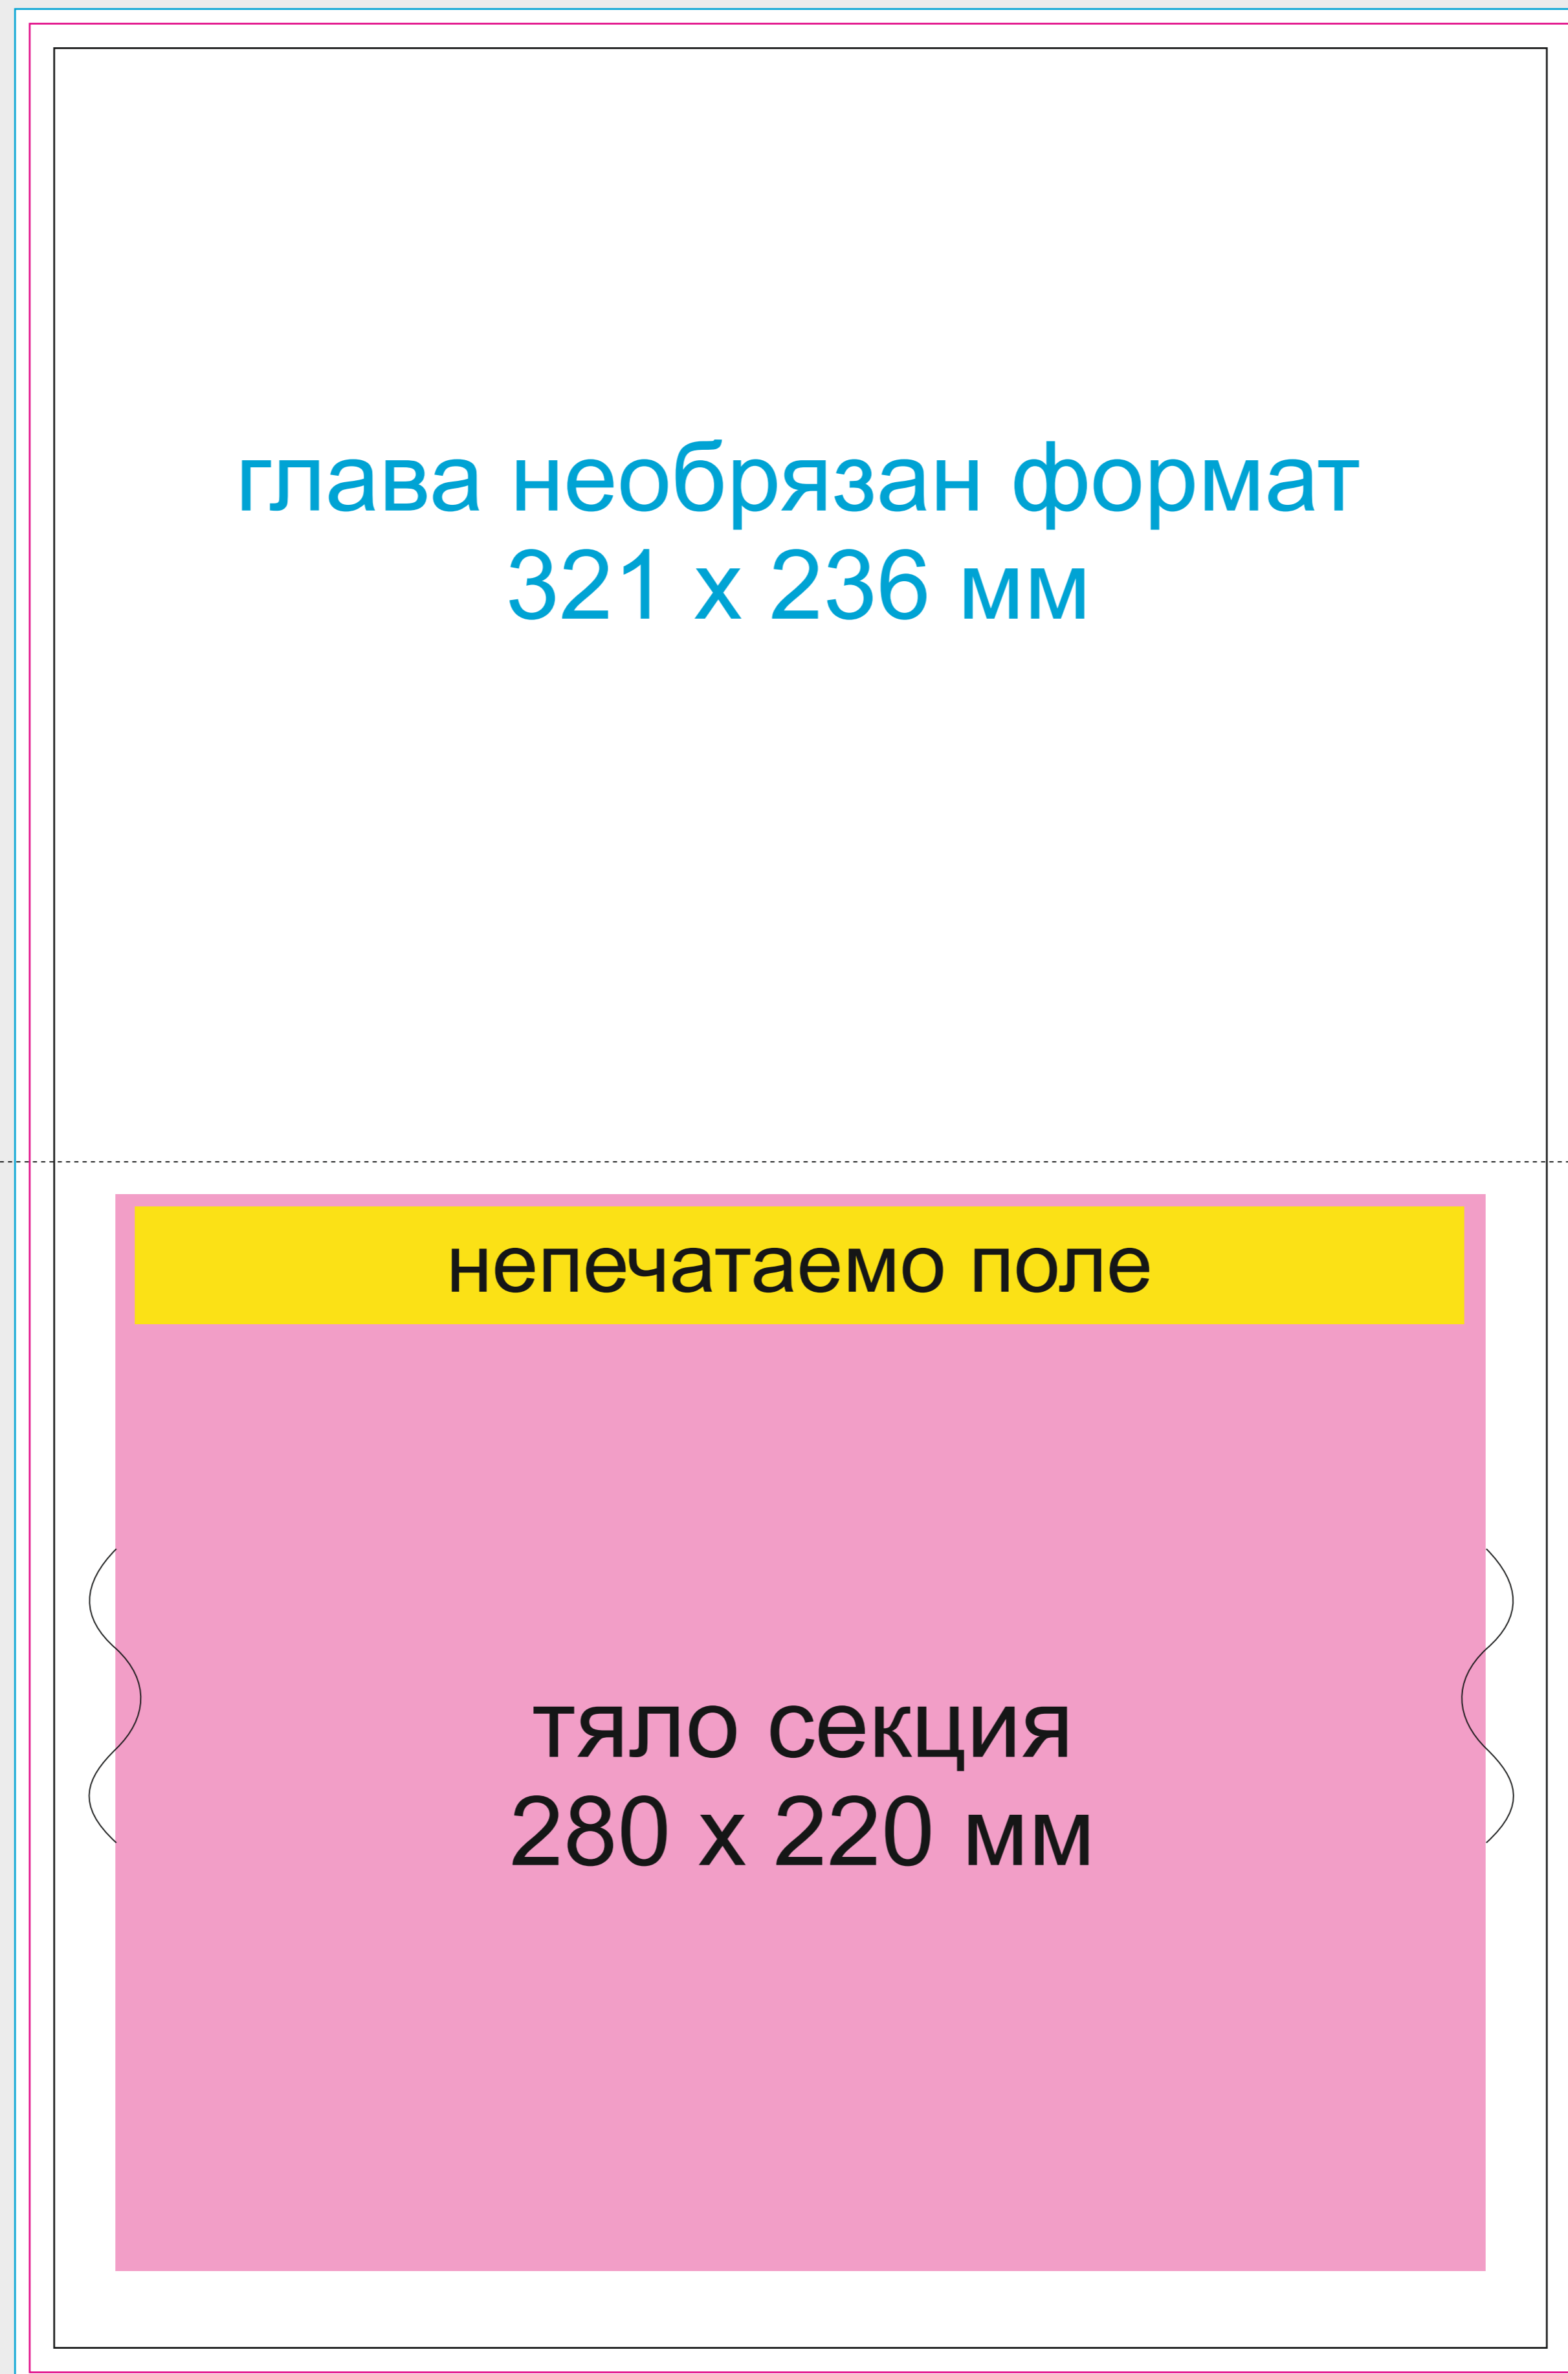 глава необрязан формат
321 x 236 мм
непечатаемо поле
тяло секция
280 x 220 мм